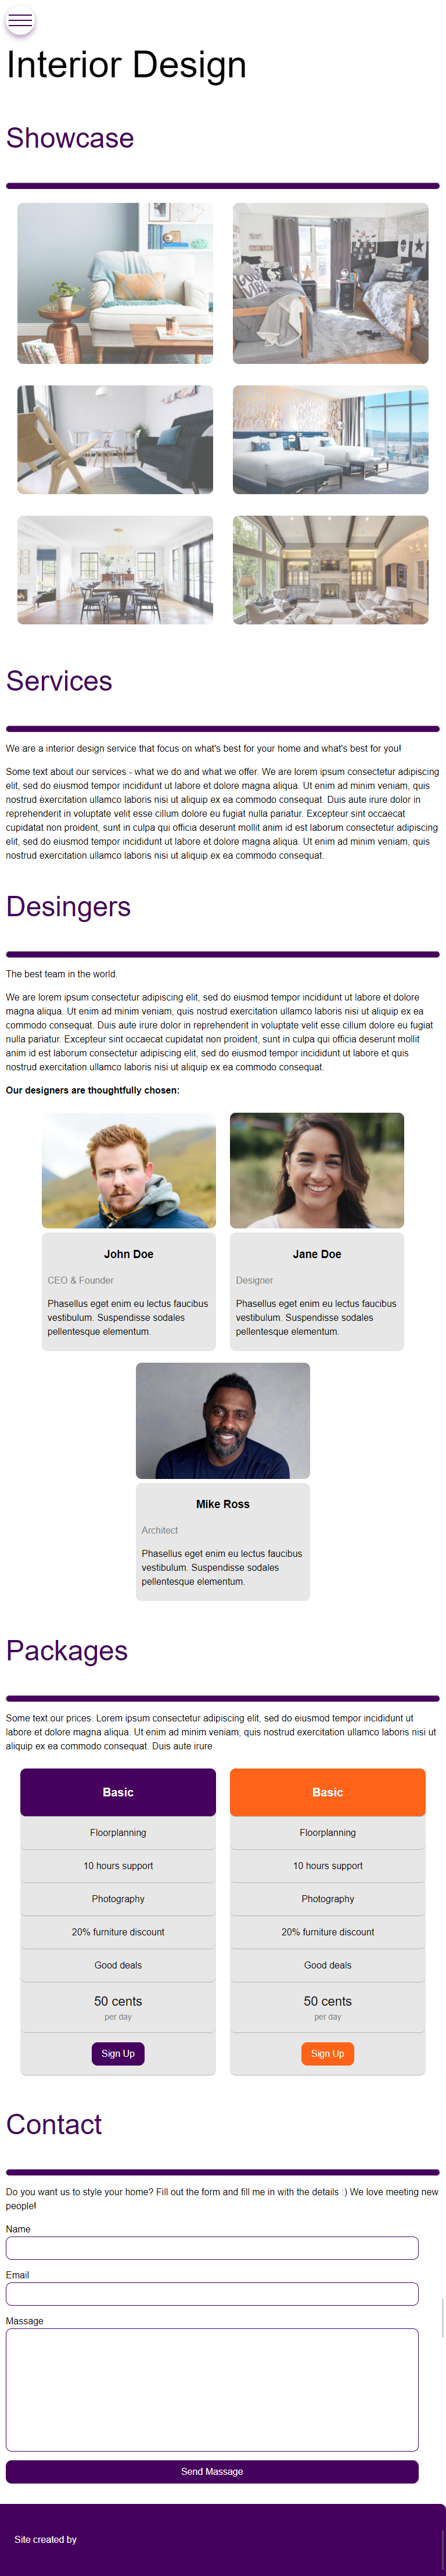 Interior Design
Showcase
Services
We are a interior design service that focus on what's best for your home and what's best for you!
Some text about our services - what we do and what we offer. We are lorem ipsum consectetur adipiscing
elit, sed do eiusmod tempor incididunt ut labore et dolore magna aliqua. Ut enim ad minim veniam, quis
nostrud exercitation ullamco laboris nisi ut aliquip ex ea commodo consequat. Duis aute irure dolor in
reprehenderit in voluptate velit esse cillum dolore eu fugiat nulla pariatur. Excepteur sint occaecat
cupidatat non proident, sunt in culpa qui officia deserunt mollit anim id est laborum consectetur adipiscing
elit, sed do eiusmod tempor incididunt ut labore et dolore magna aliqua. Ut enim ad minim veniam, quis
nostrud exercitation ullamco laboris nisi ut aliquip ex ea commodo consequat.
Desingers
The best team in the world.
We are lorem ipsum consectetur adipiscing elit, sed do eiusmod tempor incididunt ut labore et dolore
magna aliqua. Ut enim ad minim veniam, quis nostrud exercitation ullamco laboris nisi ut aliquip ex ea
commodo consequat. Duis aute irure dolor in reprehenderit in voluptate velit esse cillum dolore eu fugiat
nulla pariatur. Excepteur sint occaecat cupidatat non proident, sunt in culpa qui officia deserunt mollit
anim id est laborum consectetur adipiscing elit, sed do eiusmod tempor incididunt ut labore et quis
nostrud exercitation ullamco laboris nisi ut aliquip ex ea commodo consequat.
Our designers are thoughtfully chosen:
John Doe
CEO & Founder
Phasellus eget enim eu lectus faucibus
vestibulum. Suspendisse sodales
pellentesque elementum.
Jane Doe
Designer
Phasellus eget enim eu lectus faucibus
vestibulum. Suspendisse sodales
pellentesque elementum.
Mike Ross
Architect
Phasellus eget enim eu lectus faucibus
vestibulum. Suspendisse sodales
pellentesque elementum.
Packages
Some text our prices. Lorem ipsum consectetur adipiscing elit, sed do eiusmod tempor incididunt ut
labore et dolore magna aliqua. Ut enim ad minim veniam, quis nostrud exercitation ullamco laboris nisi ut
aliquip ex ea commodo consequat. Duis aute irure
Basic
Floorplanning
10 hours support
Photography
20% furniture discount
Good deals
50 cents
per day
Sign Up
Basic
Floorplanning
10 hours support
Photography
20% furniture discount
Good deals
50 cents
per day
Sign Up
Contact
Do you want us to style your home? Fill out the form and fill me in with the details :) We love meeting new
people!
Name
Email
Massage
Send Massage
Site created by